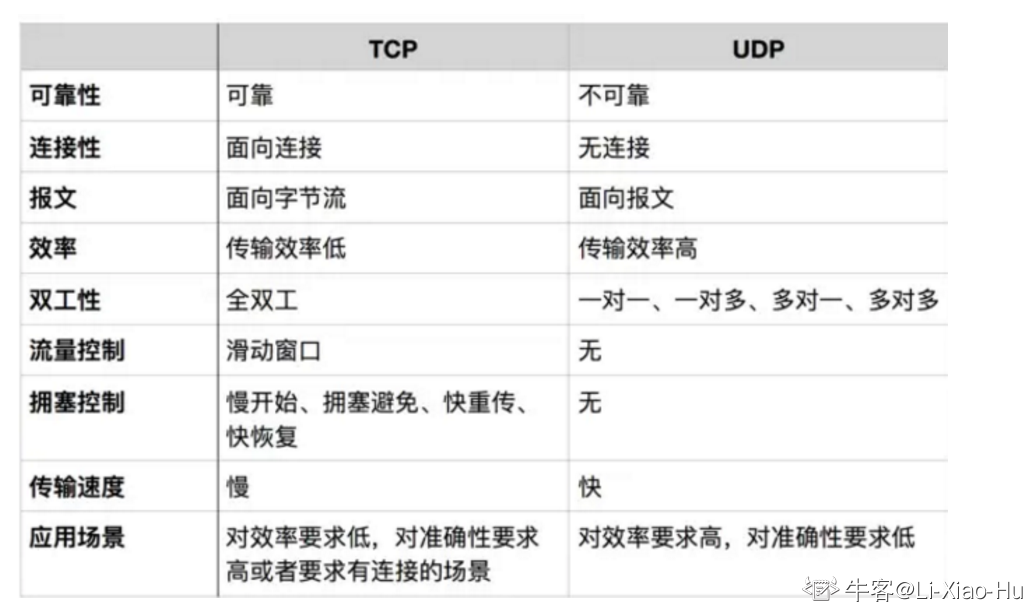 TCP UDP
可靠性 可靠 不可靠
连接性 面向连接 无连接
报文 面向字节流 面向报文
效率 传输效率低 传输效率高
双工性 全双工 一对一、一对多、多对一、多对多
流量控制 滑动窗口 无
拥塞控制 慢开始、拥塞避免、快重传、 无
快恢复
传输速度 慢 快
应用场景 对效率要求低，对准确性要求 对效率要求高，对准确性要求低
高或者要求有连接的场景
牛客@Li-Xiao-Hu